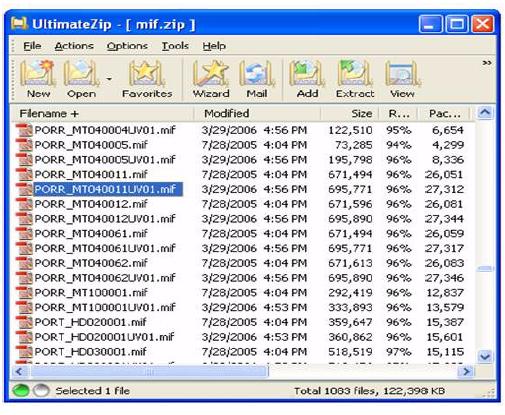 UltimateZip - [ mif.zip ]
File Actions Options Tools Help
New Open Favorites Wizard Mail Add Extract View »
Filename + Modified Size R... Pac...
PORR_MT040004UV01.mif 3/29/2006 4:56 PM 122,510 95% 6,654
PORR_MT040005.mif 7/28/2005 4:04 PM 73,285 94% 4,299
PORR_MT040005UV01.mif 3/29/2006 4:56 PM 195,798 96% 8,336
PORR_MT040011.mif 7/28/2005 4:04 PM 671,494 96% 26,051
PORR_MT040011UV01.mif 3/29/2006 4:56 PM 695,771 96% 27,312
PORR_MT040012.mif 7/28/2005 4:04 PM 671,596 96% 26,081
PORR_MT040012UV01.mif 3/29/2006 4:56 PM 695,890 96% 27,344
PORR_MT040061.mif 7/28/2005 4:04 PM 671,494 96% 26,059
PORR_MT040061UV01.mif 3/29/2006 4:56 PM 695,771 96% 27,317
PORR_MT040062.mif 7/28/2005 4:04 PM 671,613 96% 26,083
PORR_MT040062UV01.mif 3/29/2006 4:56 PM 695,890 96% 27,346
PORR_MT100001.mif 7/28/2005 4:04 PM 292,419 96% 12,837
PORR_MT100001UV01.mif 3/29/2006 4:53 PM 333,893 96% 13,579
PORT_HD020001.mif 7/28/2005 4:04 PM 359,647 96% 15,387
PORT_HD020001UV01.mif 3/29/2006 4:53 PM 360,862 96% 15,601
PORT_HD030001.mif 7/28/2005 4:04 PM 518,519 97% 15,115
Selected 1 file Total 1083 files, 122,398 KB